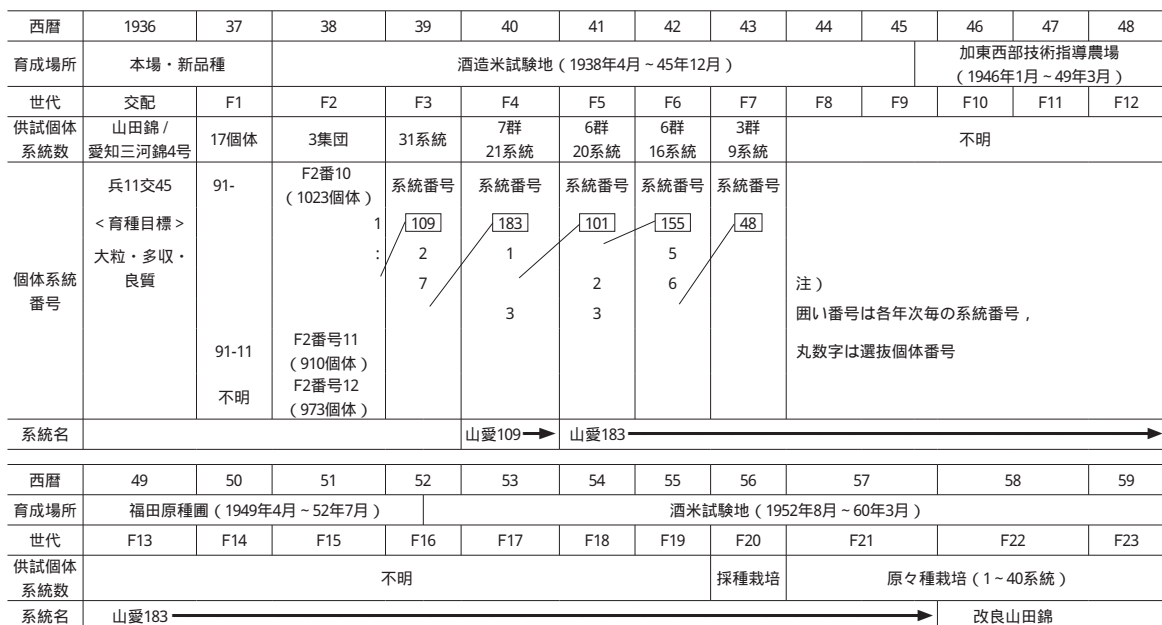 西暦 1936 37 38 39 40 41 42 43 44 45 46 47 48
育成場所 本場・新品種 酒造米試験地（1938年4月～45年12月） 加東西部技術指導農場
（1946年1月～49年3月）
世代 交配 F1 F2 F3 F4 F5 F6 F7 F8 F9 F10 F11 F12
供試個体
系統数
山田錦 /
愛知三河錦4号
17個体 3集団 31系統
7群
21系統
6群
20系統
6群
16系統
3群
9系統
不明
個体系統
番号
兵11交45 91-
F2番10
（1023個体）
系統番号 系統番号 系統番号 系統番号 系統番号
＜育種目標＞ 1 109 183 101 155 48
大粒・多収・ : 2 1 5
良質 7 2 6 注）
3 3 囲い番号は各年次毎の系統番号，
91-11
F2番号11
（910個体）
丸数字は選抜個体番号
不明
F2番号12
（973個体）
系統名 山愛109 山愛183
西暦 49 50 51 52 53 54 55 56 57 58 59
育成場所 福田原種圃（1949年4月～52年7月） 酒米試験地（1952年8月～60年3月）
世代 F13 F14 F15 F16 F17 F18 F19 F20 F21 F22 F23
供試個体
系統数
不明 採種栽培 原々種栽培（1～40系統）
系統名 山愛183 改良山田錦